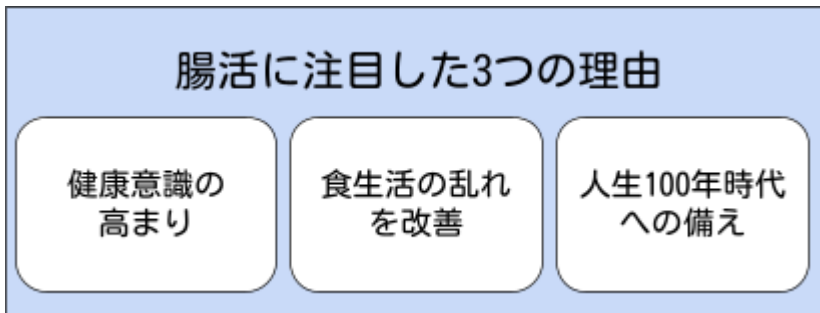 腸活に注目した3つの理由
健康意識の
高まり
食生活の乱れ
を改善
人生100年時代
への備え